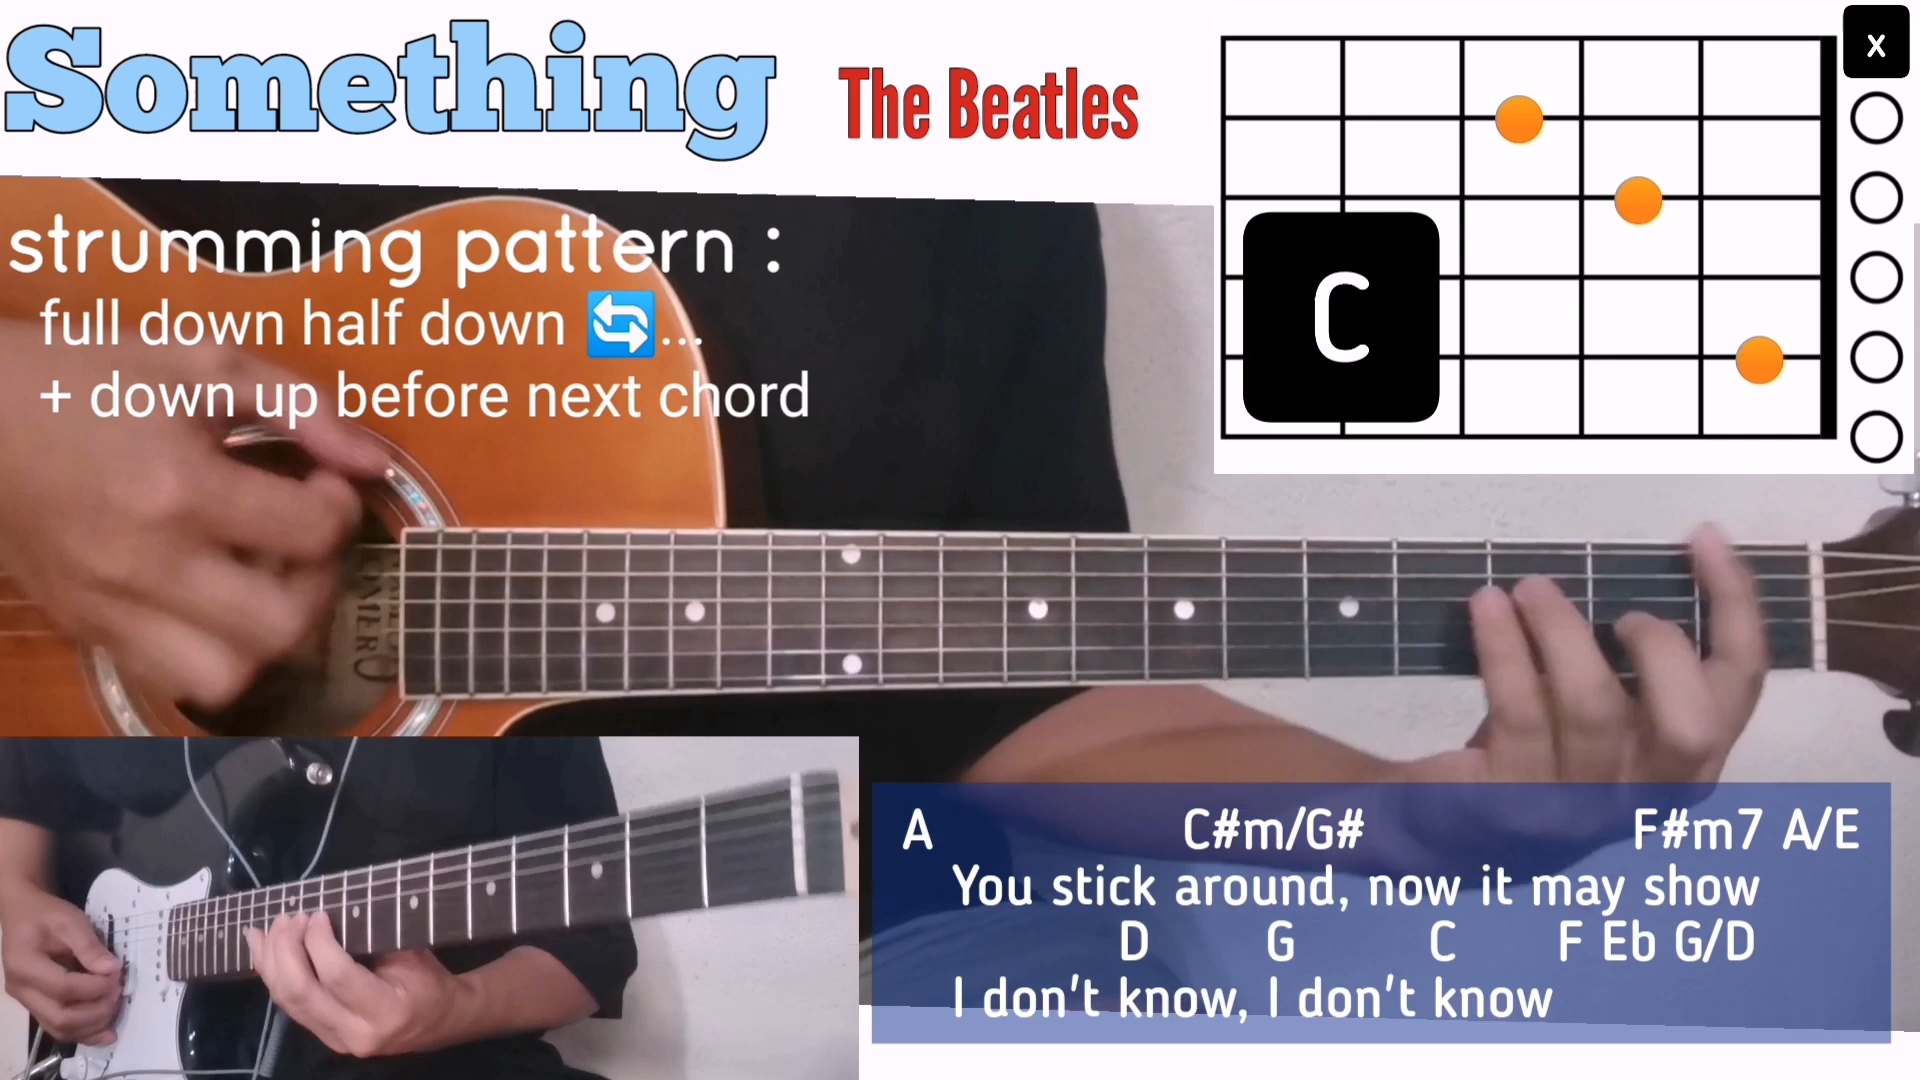 Something
The Beatles
x
strumming pattern :
full down half down 🔄...
+ down up before next chord
C
A C#m/G# F#m7 A/E
You stick around, now it may show
D G C F Eb G/D
I don't know, I don't know